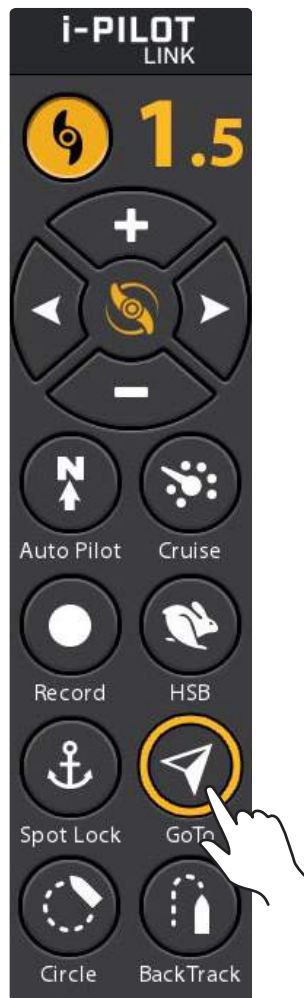 i-PILOT
LINK
1.5
N
Auto Pilot Cruise
Record HSB
Spot Lock GoTo
Circle BackTrack